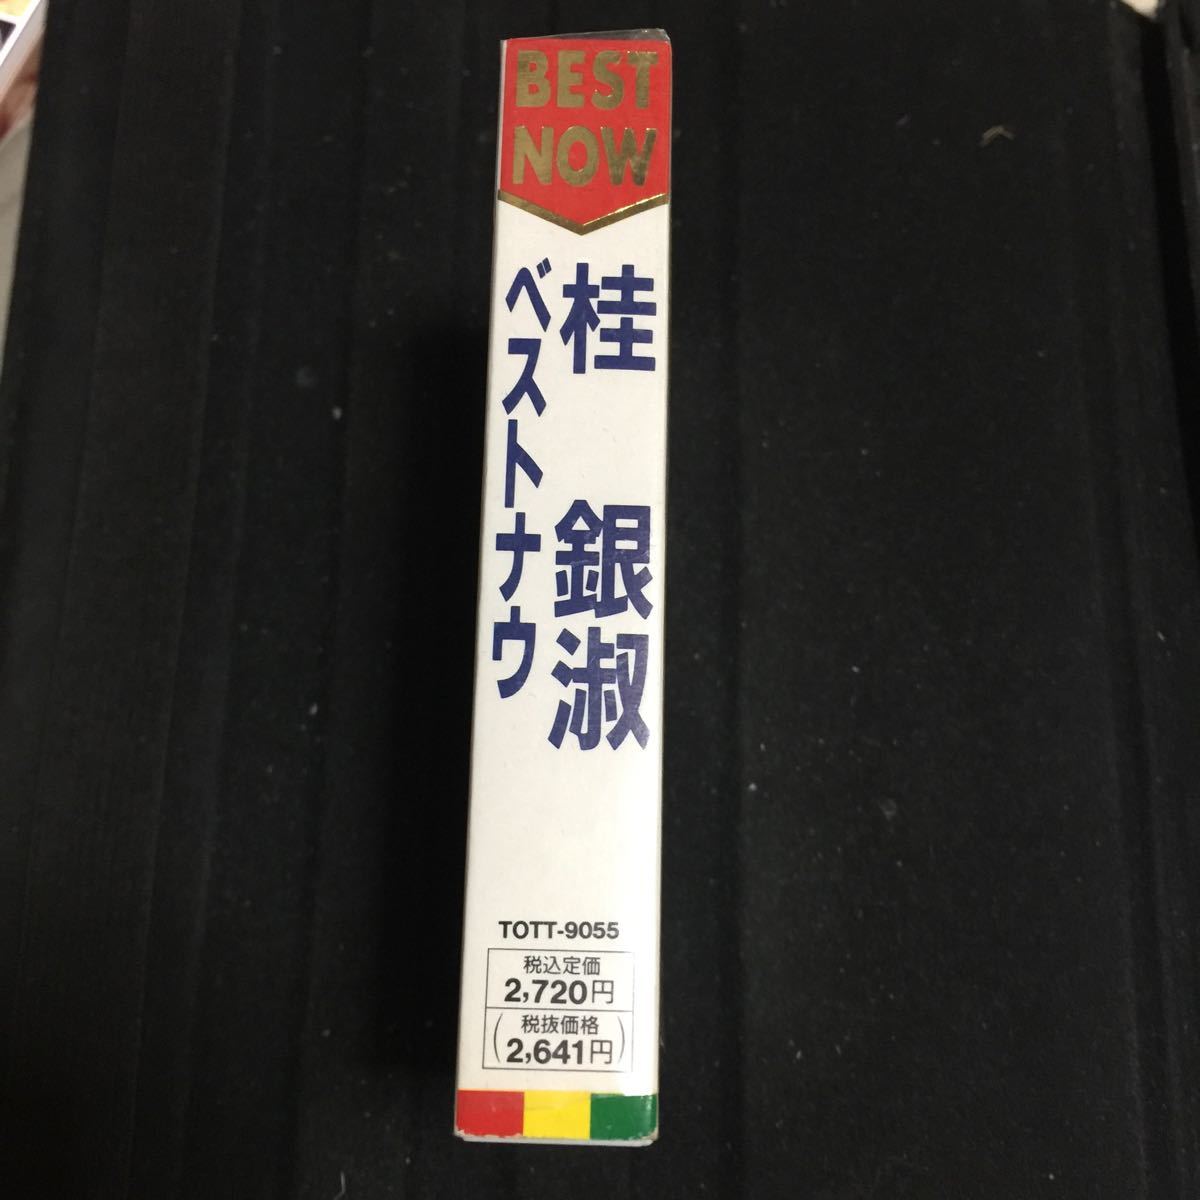 BEST
NOW
桂 銀淑
ベストナウ
TOTT-9055
税込定価
2,720円
(税抜価格
2,641円)